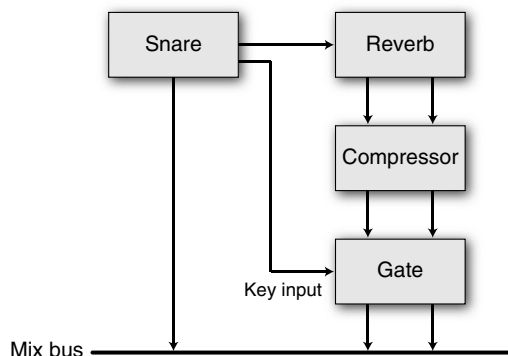 Snare
Reverb
Compressor
Gate
Key input
Mix bus